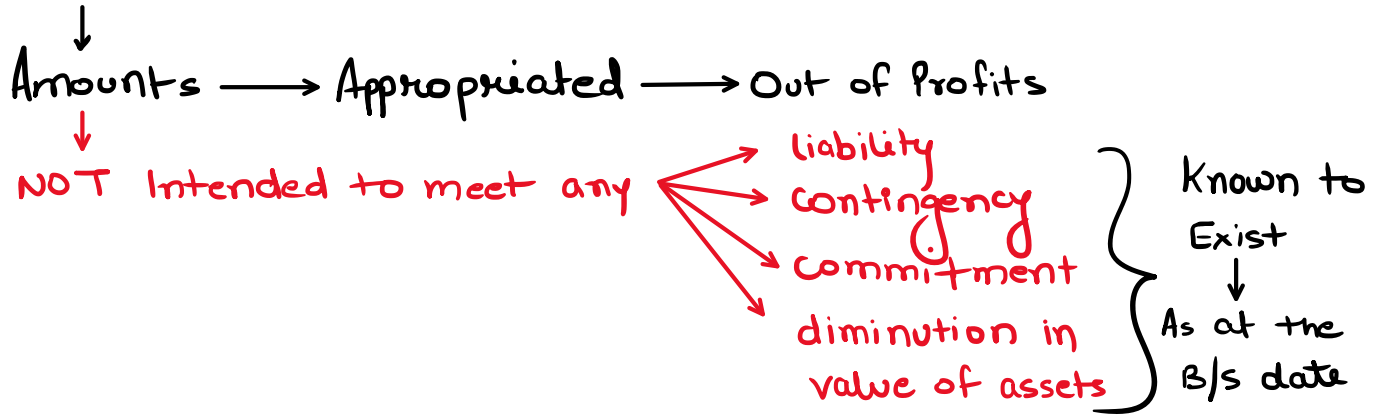 Amounts → Appropriated → Out of Profits
NOT Intended to meet any
liability
contingency
commitment
diminution in
value of assets
Known to
Exist
As at the
B/s date